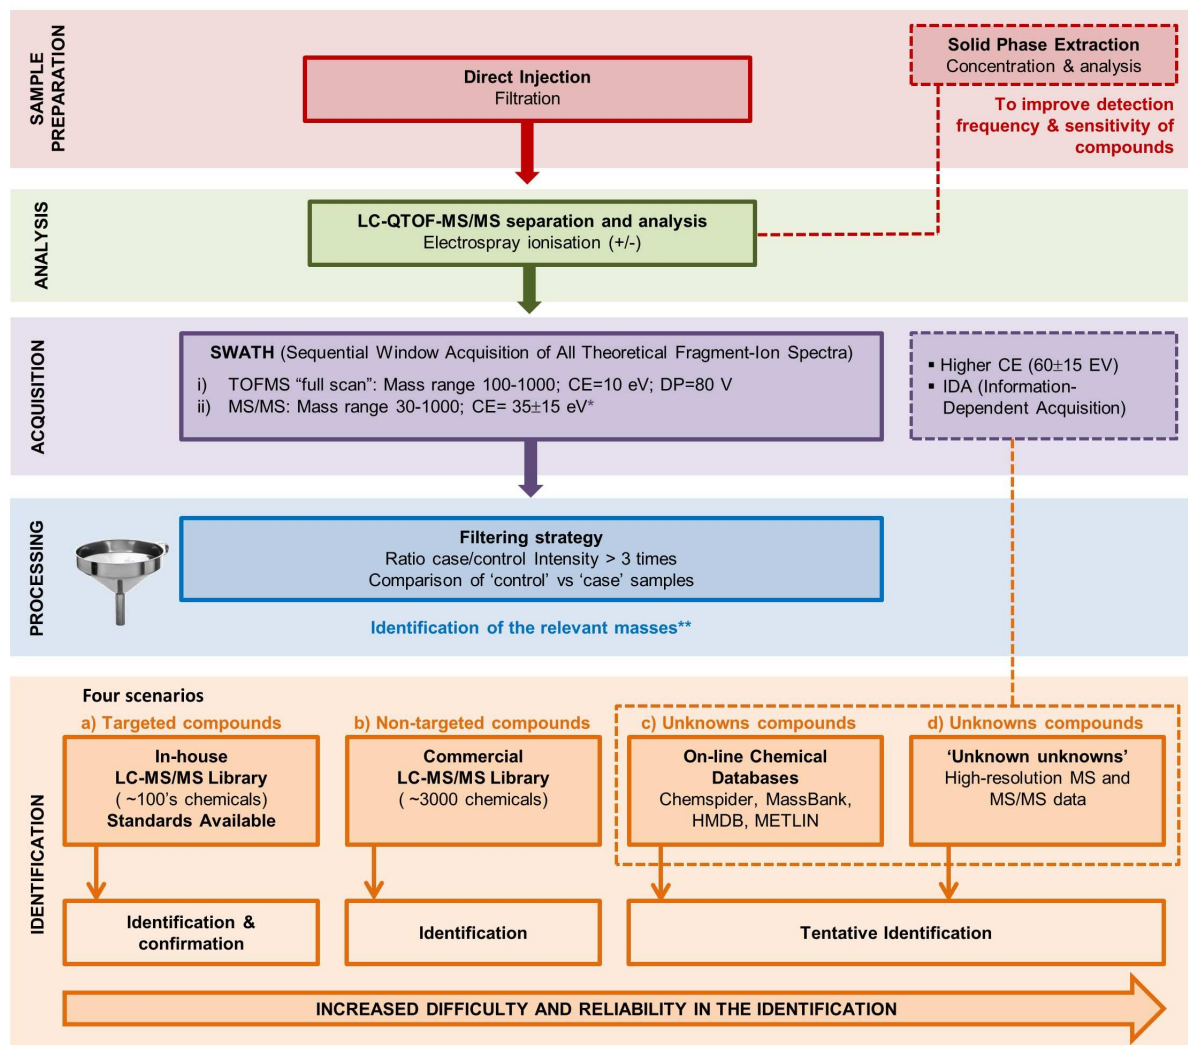 SAMPLE
PREPARATION
Direct Injection
Filtration
Solid Phase Extraction
Concentration & analysis
To improve detection
frequency & sensitivity of
compounds
ANALYSIS
LC-QTOF-MS/MS separation and analysis
Electrospray ionisation (+/-)
ACQUISITION
SWATH (Sequential Window Acquisition of All Theoretical Fragment-Ion Spectra)
i) TOFMS “full scan”: Mass range 100-1000; CE=10 eV; DP=80 V
ii) MS/MS: Mass range 30-1000; CE= 35±15 eV*
▪ Higher CE (60±15 EV)
▪ IDA (Information-
Dependent Acquisition)
PROCESSING
Filtering strategy
Ratio case/control Intensity > 3 times
Comparison of ‘control’ vs ‘case’ samples
Identification of the relevant masses**
IDENTIFICATION
Four scenarios
a) Targeted compounds
In-house
LC-MS/MS Library
( ~100’s chemicals)
Standards Available
b) Non-targeted compounds
Commercial
LC-MS/MS Library
( ~3000 chemicals)
c) Unknowns compounds
On-line Chemical
Databases
Chemspider, MassBank,
HMDB, METLIN
d) Unknowns compounds
‘Unknown unknowns’
High-resolution MS and
MS/MS data
Identification &
confirmation
Identification
Tentative Identification
INCREASED DIFFICULTY AND RELIABILITY IN THE IDENTIFICATION